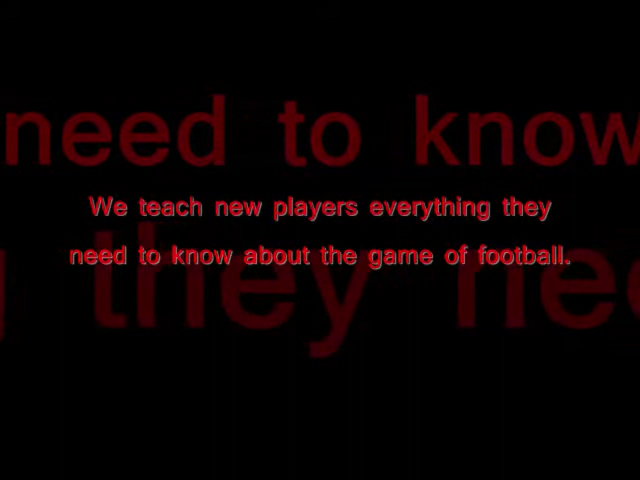 need to know
We teach new players everything they
need to know about the game of football.
they